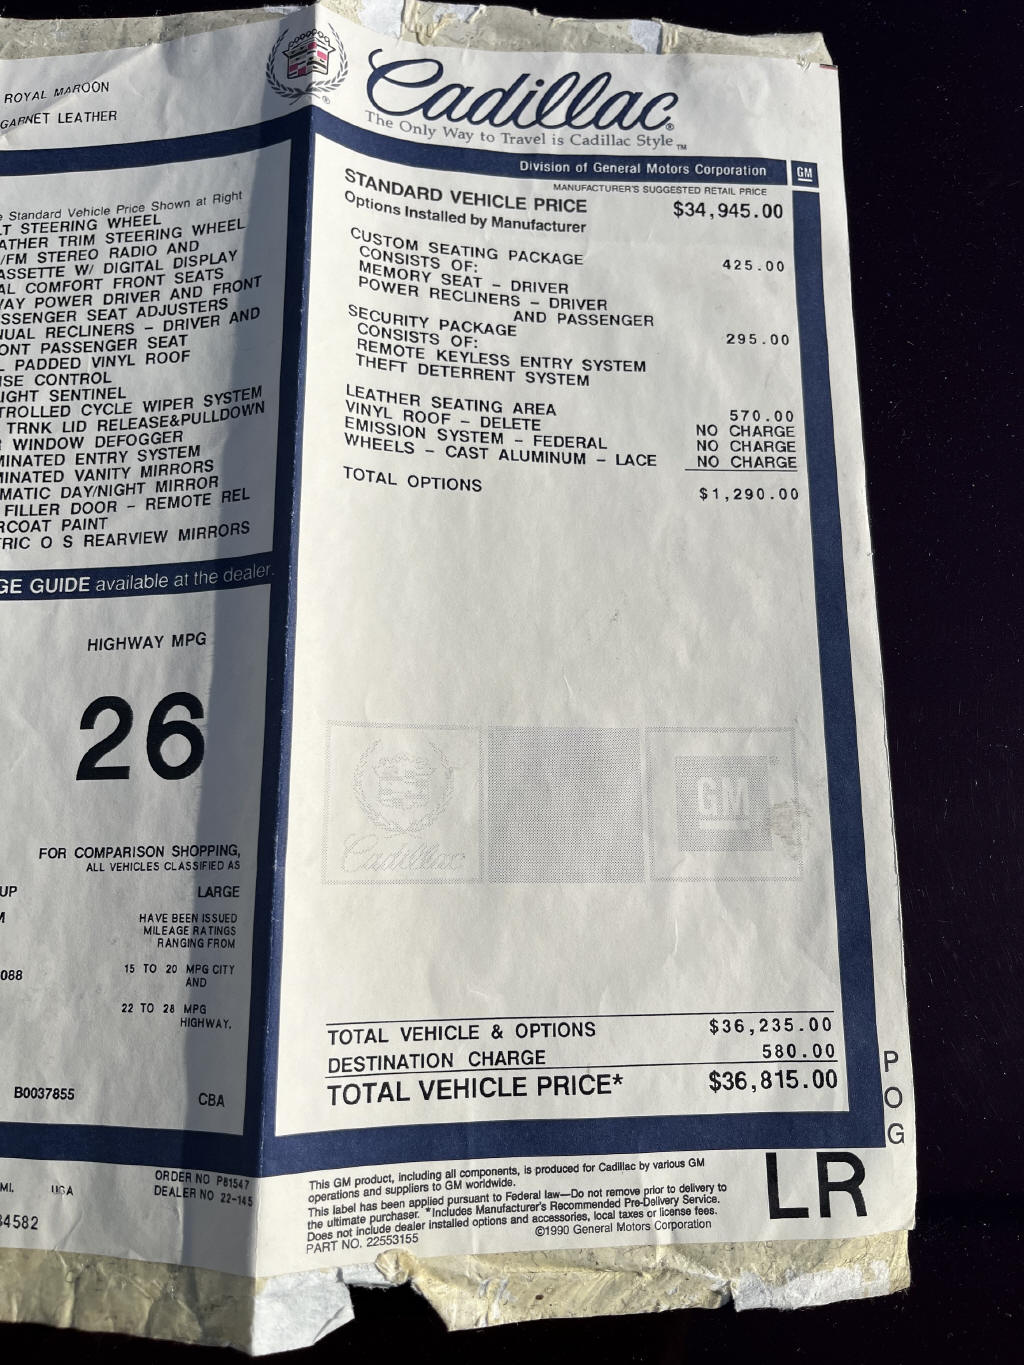 ROYAL MAROON
GARNET LEATHER
Standard Vehicle Price Shown at Right
STEERING WHEEL
TRIM STEERING WHEEL
/FM STEREO RADIO AND
W/ DIGITAL DISPLAY
COMFORT FRONT SEATS
POWER DRIVER AND FRONT
SEAT ADJUSTERS
RECLINERS - DRIVER AND
PASSENGER SEAT
PADDED VINYL ROOF
CONTROL
SENTINEL
CYCLE WIPER SYSTEM
TRNK LID RELEASE&PULLDOWN
WINDOW DEFOGGER
ENTRY SYSTEM
VANITY MIRRORS
DAY/NIGHT MIRROR
FILLER DOOR - REMOTE REL
PAINT
O S REARVIEW MIRRORS
GUIDE available at the dealer.
HIGHWAY MPG
26
FOR COMPARISON SHOPPING,
ALL VEHICLES CLASSIFIED AS
UP
LARGE
HAVE BEEN ISSUED
MILEAGE RATINGS
RANGING FROM
088
15 TO 20 MPG CITY
AND
22 TO 28 MPG
HIGHWAY.
B0037855
CBA
MI. USA
ORDER NO P81547
DEALER NO 22-145
34582
Cadillac®
The Only Way to Travel is Cadillac Style™
Division of General Motors Corporation
GM
MANUFACTURER'S SUGGESTED RETAIL PRICE
STANDARD VEHICLE PRICE $34,945.00
Options Installed by Manufacturer
CUSTOM SEATING PACKAGE 425.00
CONSISTS OF:
MEMORY SEAT - DRIVER
POWER RECLINERS - DRIVER
AND PASSENGER
SECURITY PACKAGE 295.00
CONSISTS OF:
REMOTE KEYLESS ENTRY SYSTEM
THEFT DETERRENT SYSTEM
LEATHER SEATING AREA 570.00
VINYL ROOF - DELETE NO CHARGE
EMISSION SYSTEM - FEDERAL NO CHARGE
WHEELS - CAST ALUMINUM - LACE NO CHARGE
TOTAL OPTIONS $1,290.00
Cadillac
GM
TOTAL VEHICLE & OPTIONS $36,235.00
DESTINATION CHARGE 580.00
TOTAL VEHICLE PRICE* $36,815.00
POG
This GM product, including all components, is produced for Cadillac by various GM
operations and suppliers to GM worldwide.
This label has been applied pursuant to Federal law—Do not remove prior to delivery to
the ultimate purchaser. *Includes Manufacturer's Recommended Pre-Delivery Service.
Does not include dealer installed options and accessories, local taxes or license fees.
PART NO. 22553155 ©1990 General Motors Corporation
LR